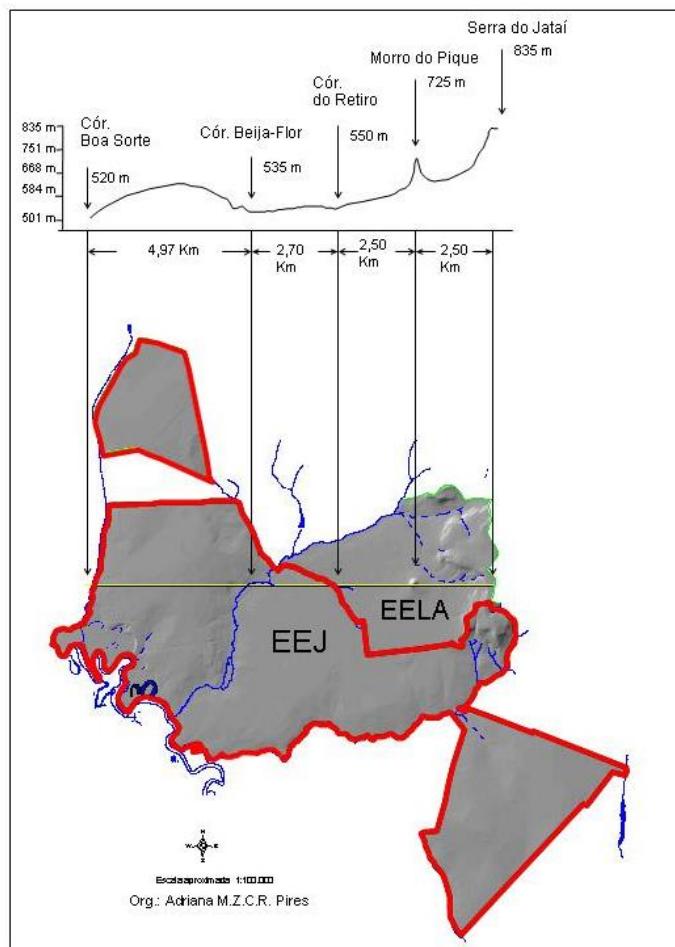 Serra do Jataí
835 m
Morro do Pique
725 m
Cór.
do Retiro
550 m
Cór. Beija-Flor
535 m
Cór.
Boa Sorte
520 m
835 m
751 m
668 m
584 m
501 m
4,97 Km
2,70
Km
2,50
Km
2,50
Km
EELA
EEJ
N
W
E
S
Escala aproximada 1:100.000
Org.: Adriana M.Z.C.R. Pires